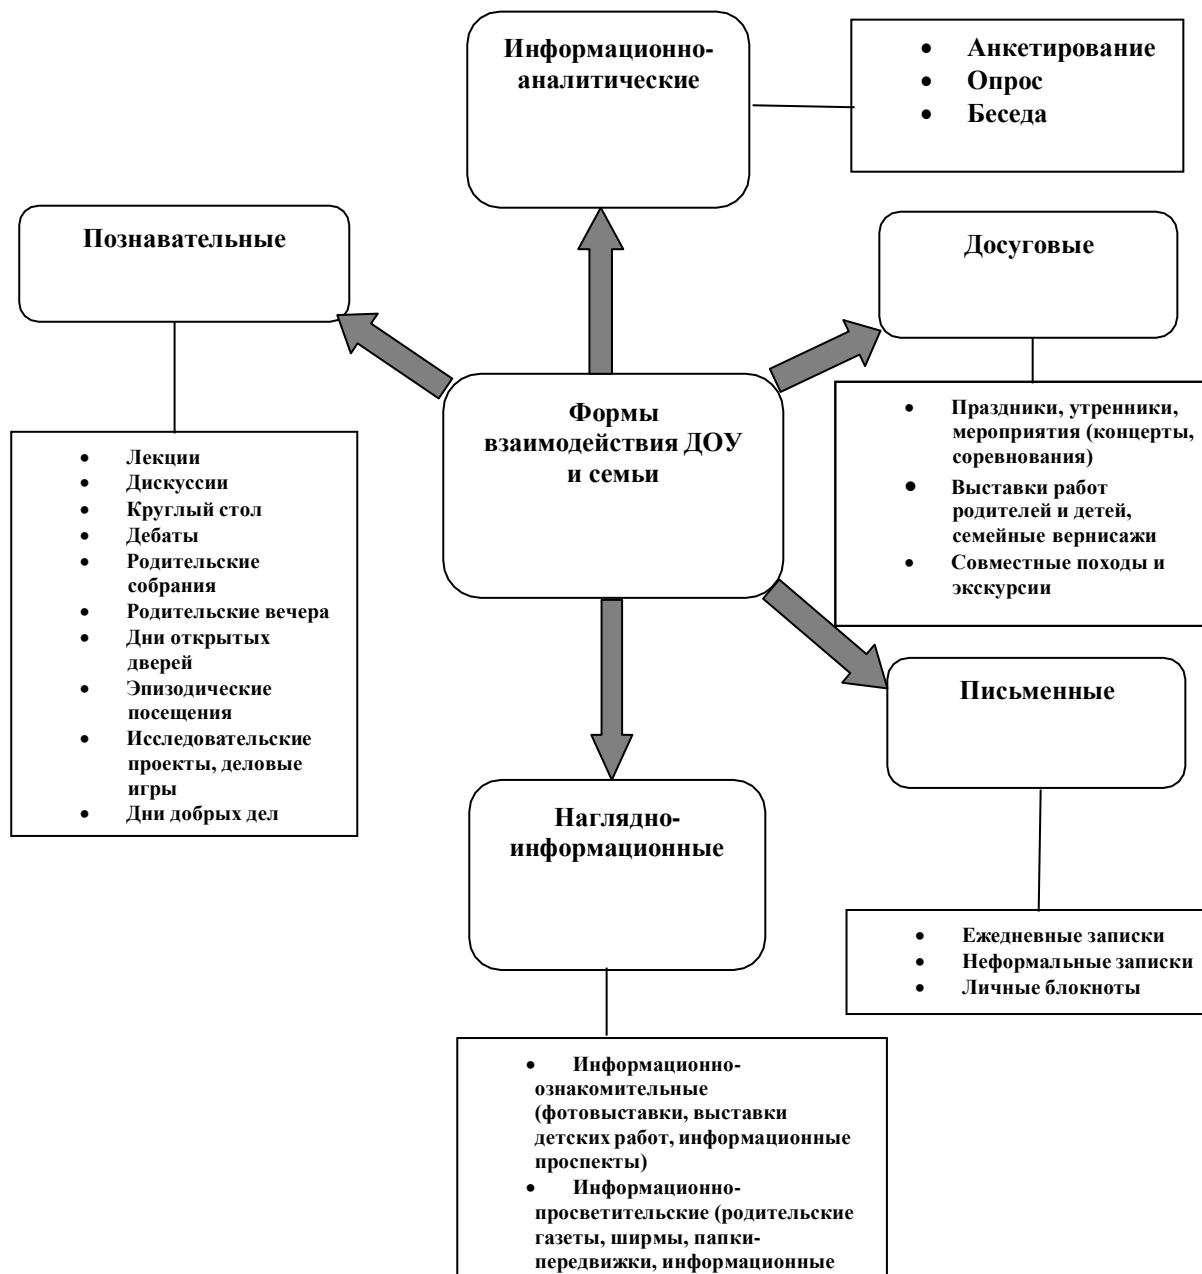 Информационно-
аналитические
• Анкетирование
• Опрос
• Беседа
Познавательные
Досуговые
Формы
взаимодействия ДОУ
и семьи
• Лекции
• Дискуссии
• Круглый стол
• Дебаты
• Родительские
собрания
• Родительские вечера
• Дни открытых
дверей
• Эпизодические
посещения
• Исследовательские
проекты, деловые
игры
• Дни добрых дел
• Праздники, утренники,
мероприятия (концерты,
соревнования)
• Выставки работ
родителей и детей,
семейные вернисажи
• Совместные походы и
экскурсии
Письменные
Наглядно-
информационные
• Ежедневные записки
• Неформальные записки
• Личные блокноты
• Информационно-
ознакомительные
(фотовыставки, выставки
детских работ, информационные
проспекты)
• Информационно-
просветительские (родительские
газеты, ширмы, папки-
передвижки, информационные